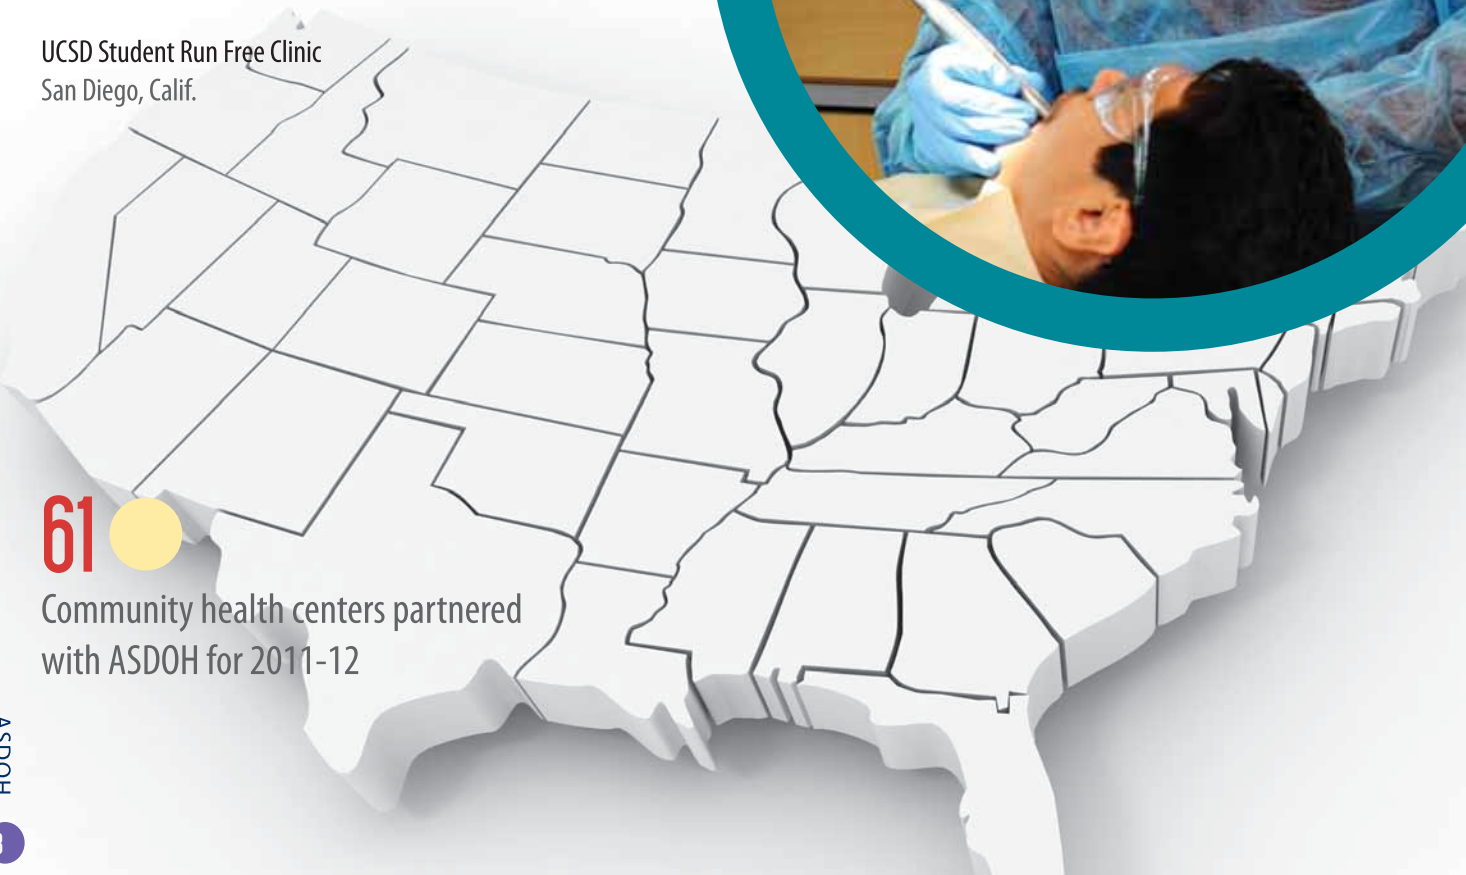 UCSD Student Run Free Clinic
San Diego, Calif.
61
Community health centers partnered
with ASDOH for 2011-12
ASDOH